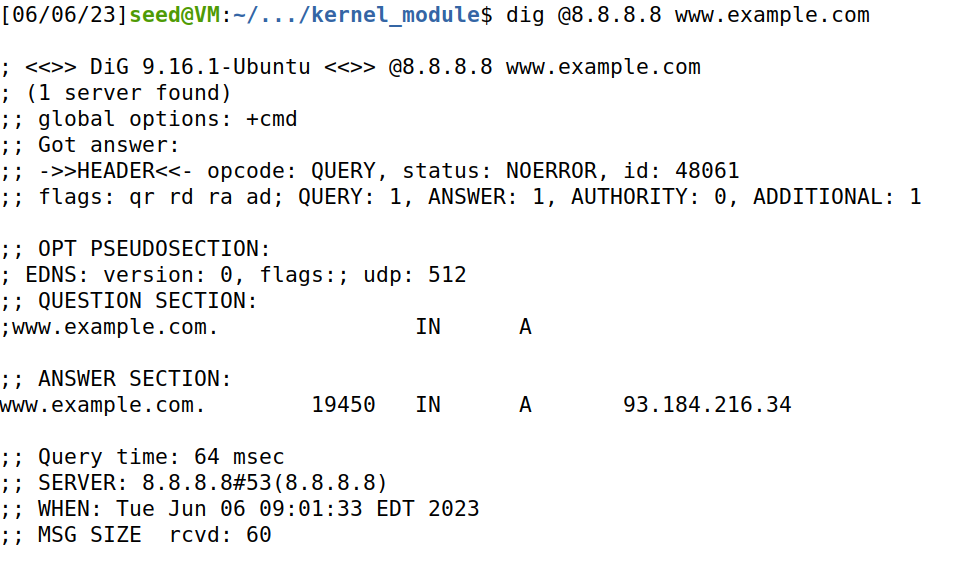 [06/06/23]seed@VM:~/.../kernel_module$ dig @8.8.8.8 www.example.com
; <<>> DiG 9.16.1-Ubuntu <<>> @8.8.8.8 www.example.com
; (1 server found)
;; global options: +cmd
;; Got answer:
;; ->>HEADER<<- opcode: QUERY, status: NOERROR, id: 48061
;; flags: qr rd ra ad; QUERY: 1, ANSWER: 1, AUTHORITY: 0, ADDITIONAL: 1
;; OPT PSEUDOSECTION:
; EDNS: version: 0, flags:; udp: 512
;; QUESTION SECTION:
;www.example.com. IN A
;; ANSWER SECTION:
www.example.com. 19450 IN A 93.184.216.34
;; Query time: 64 msec
;; SERVER: 8.8.8.8#53(8.8.8.8)
;; WHEN: Tue Jun 06 09:01:33 EDT 2023
;; MSG SIZE  rcvd: 60